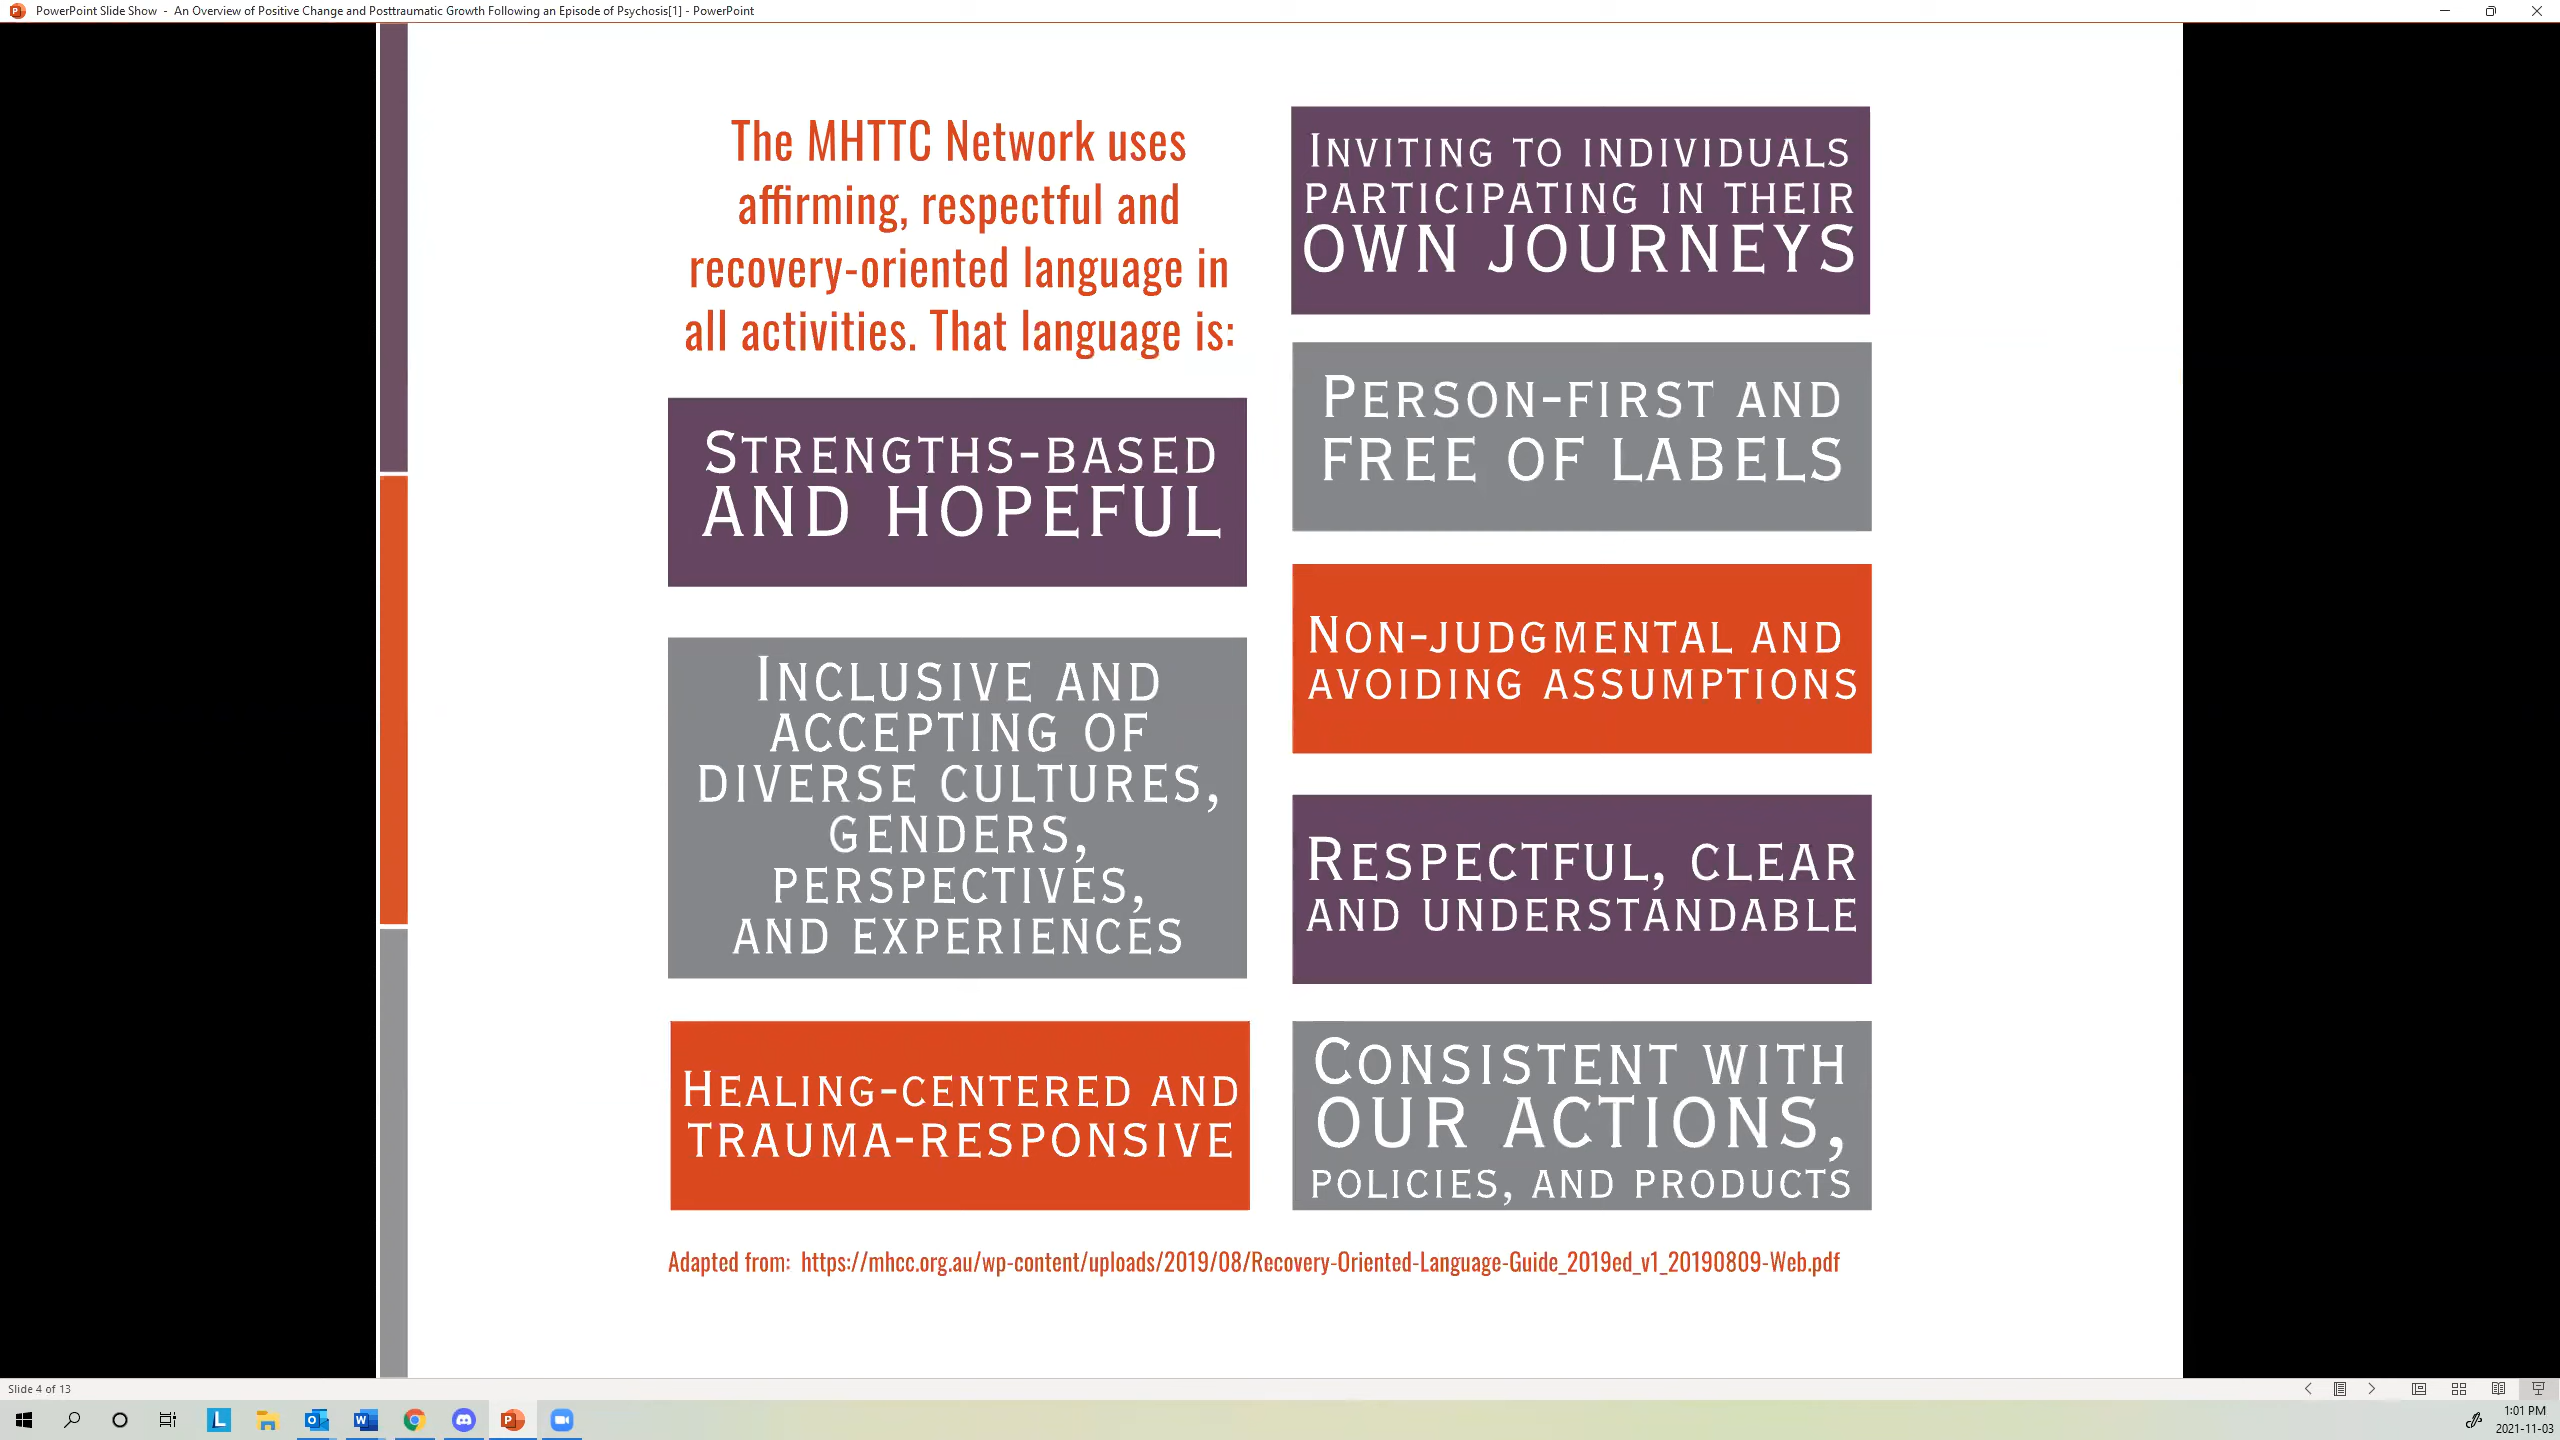 PowerPoint Slide Show - An Overview of Positive Change and Posttraumatic Growth Following an Episode of Psychosis[1] - PowerPoint
The MHTTC Network uses
affirming, respectful and
recovery-oriented language in
all activities. That language is:
STRENGTHS-BASED
AND HOPEFUL
INCLUSIVE AND
ACCEPTING OF
DIVERSE CULTURES,
GENDERS,
PERSPECTIVES,
AND EXPERIENCES
HEALING-CENTERED AND
TRAUMA-RESPONSIVE
INVITING TO INDIVIDUALS
PARTICIPATING IN THEIR
OWN JOURNEYS
PERSON-FIRST AND
FREE OF LABELS
NON-JUDGMENTAL AND
AVOIDING ASSUMPTIONS
RESPECTFUL, CLEAR
AND UNDERSTANDABLE
CONSISTENT WITH
OUR ACTIONS,
POLICIES, AND PRODUCTS
Adapted from: https://mhcc.org.au/wp-content/uploads/2019/08/Recovery-Oriented-Language-Guide_2019ed_v1_20190809-Web.pdf
Slide 4 of 13
1:01 PM
2021-11-03